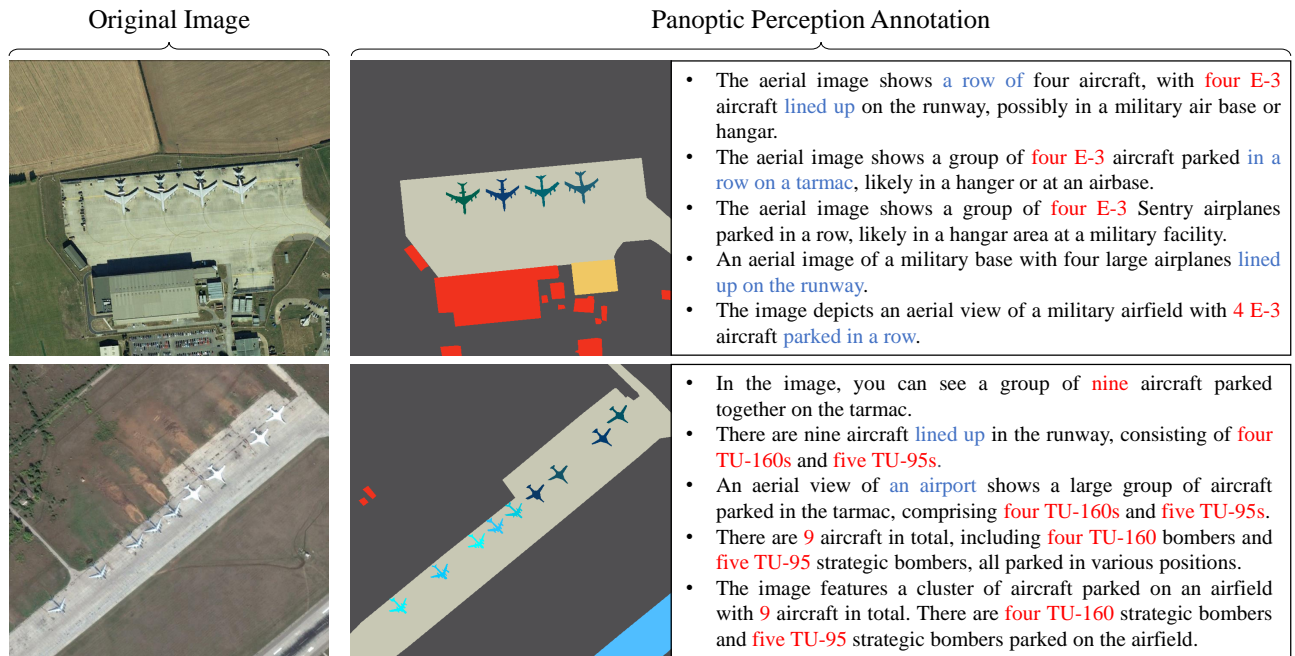 Original Image
Panoptic Perception Annotation
• The aerial image shows a row of four aircraft, with four E-3
aircraft lined up on the runway, possibly in a military air base or
hangar.
• The aerial image shows a group of four E-3 aircraft parked in
a row on a tarmac, likely in a hanger or at an airbase.
• The aerial image shows a group of four E-3 Sentry airplanes
parked in a row, likely in a hangar area at a military facility.
• An aerial image of a military base with four large airplanes lined
up on the runway.
• The image depicts an aerial view of a military airfield with 4 E-3
aircraft parked in a row.
• In the image, you can see a group of nine aircraft parked
together on the tarmac.
• There are nine aircraft lined up in the runway, consisting of four
TU-160s and five TU-95s.
• An aerial view of an airport shows a large group of aircraft
parked in the tarmac, comprising four TU-160s and five TU-95s.
• There are 9 aircraft in total, including four TU-160 bombers and
five TU-95 strategic bombers, all parked in various positions.
• The image features a cluster of aircraft parked on an airfield
with 9 aircraft in total. There are four TU-160 strategic bombers
and five TU-95 strategic bombers parked on the airfield.